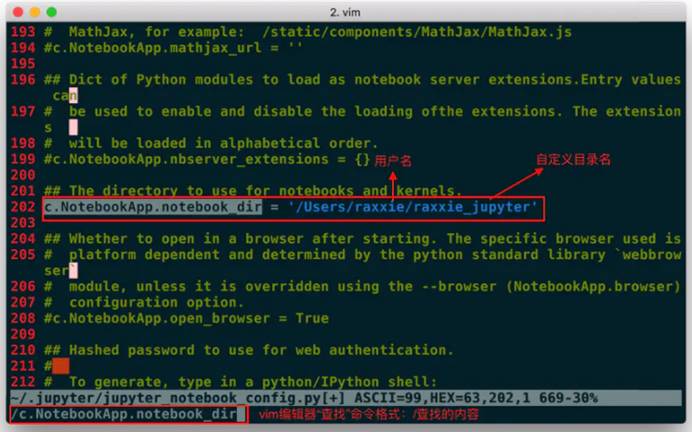 2. vim
193 #  MathJax, for example:  /static/components/MathJax/MathJax.js
194 #c.NotebookApp.mathjax_url = ''
195
196 ## Dict of Python modules to load as notebook server extensions.Entry values
can
197 #  be used to enable and disable the loading ofthe extensions. The extension
s
198 #  will be loaded in alphabetical order.
199 #c.NotebookApp.nbserver_extensions = {} 用户名
自定义目录名
200
201 ## The directory to use for notebooks and kernels.
202 c.NotebookApp.notebook_dir = '/Users/raxxie/raxxie_jupyter'
203
204 ## Whether to open in a browser after starting. The specific browser used is
205 #  platform dependent and determined by the python standard library `webbrow
ser`
206 #  module, unless it is overridden using the --browser (NotebookApp.browser)
207 #  configuration option.
208 #c.NotebookApp.open_browser = True
209
210 ## Hashed password to use for web authentication.
211 #
212 #  To generate, type in a python/IPython shell:
~/.jupyter/jupyter_notebook_config.py[+] ASCII=99,HEX=63,202,1 669-30%
/c.NotebookApp.notebook_dir vim编辑器“查找”命令格式：/查找的内容